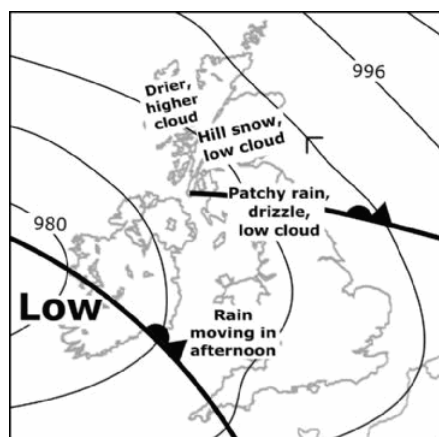 996
Drier,
higher
cloud
Hill snow,
low cloud
Patchy rain,
drizzle,
low cloud
980
Low
Rain
moving in
afternoon